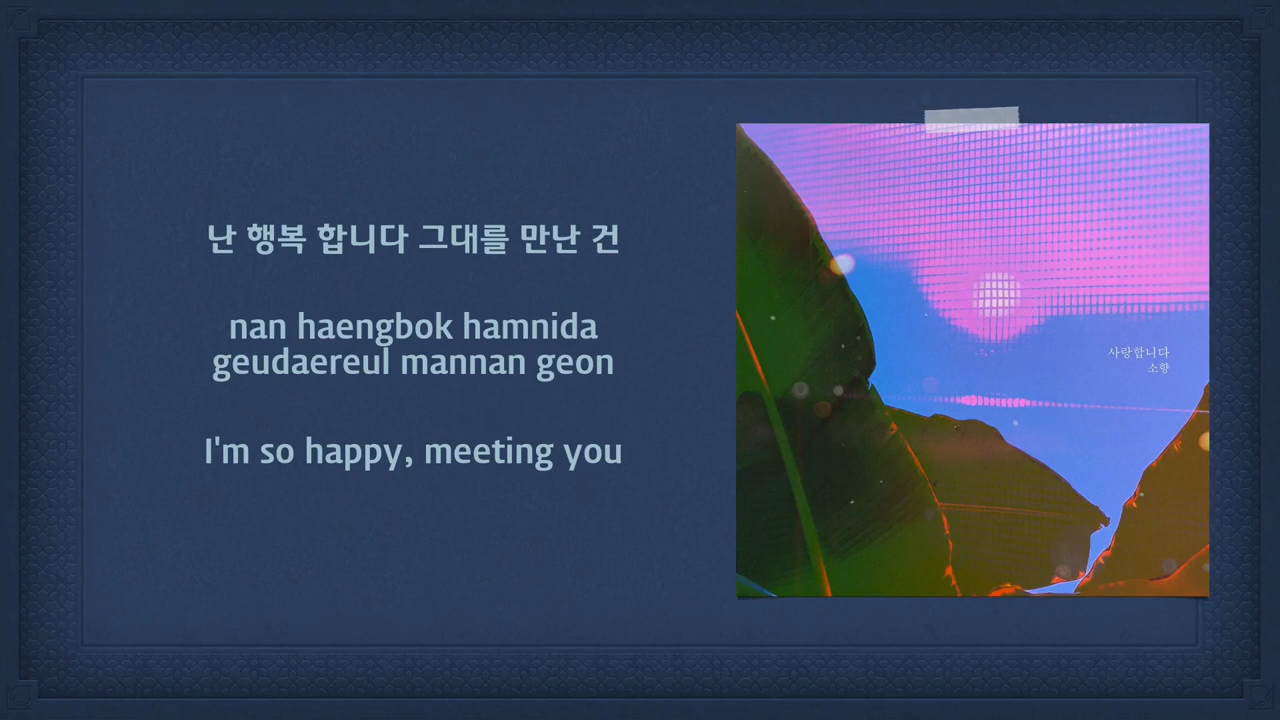 난 행복 합니다 그대를 만난 건
nan haengbok hamnida
geudaereul mannan geon
I'm so happy, meeting you
사랑합니다
소향